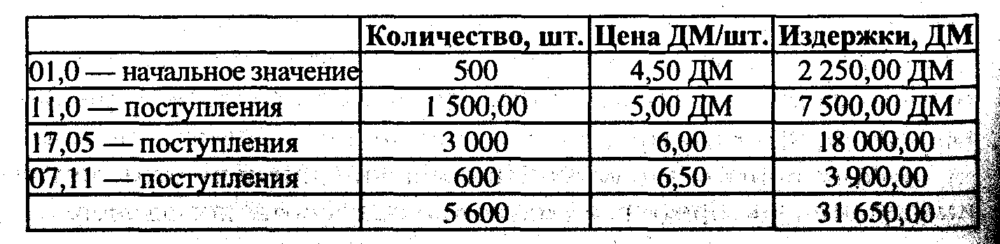 Количество, шт. Цена ДМ/шт. Издержки, ДМ
01,0 — начальное значение 500 4,50 ДМ 2 250,00 ДМ
11,0 — поступления 1 500,00 5,00 ДМ 7 500,00 ДМ
17,05 — поступления 3 000 6,00 18 000,00
07,11 — поступления 600 6,50 3 900,00
5 600 31 650,00